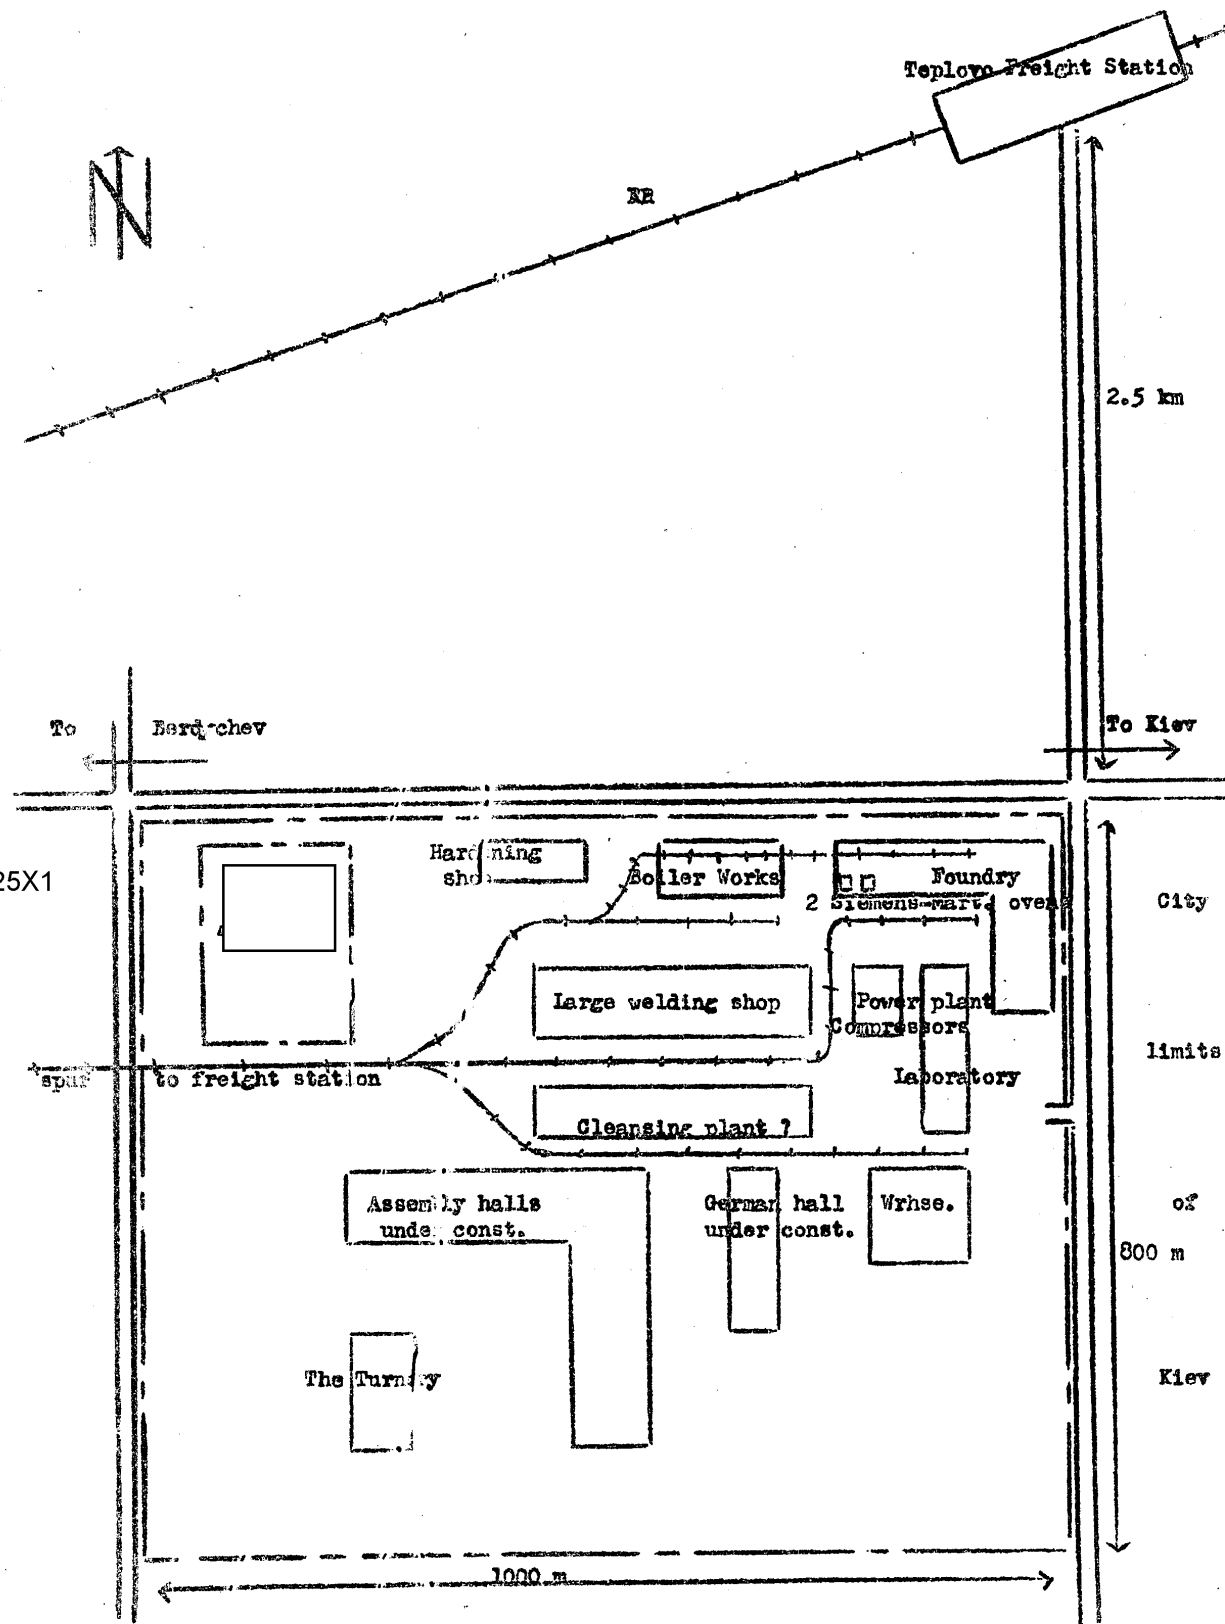 Teplovo Freight Station
N
RR
2.5 km
To Berdichev
To Kiev
25X1
Hardening
shop
Boiler Works
Foundry
2 Siemens-Mart. ovens
City
Large welding shop
Power plant
Compressors
limits
spur to freight station
Laboratory
Cleansing plant ?
Assembly halls
under const.
German hall
under const.
Wrhse.
of
800 m
The Turnery
Kiev
1000 m